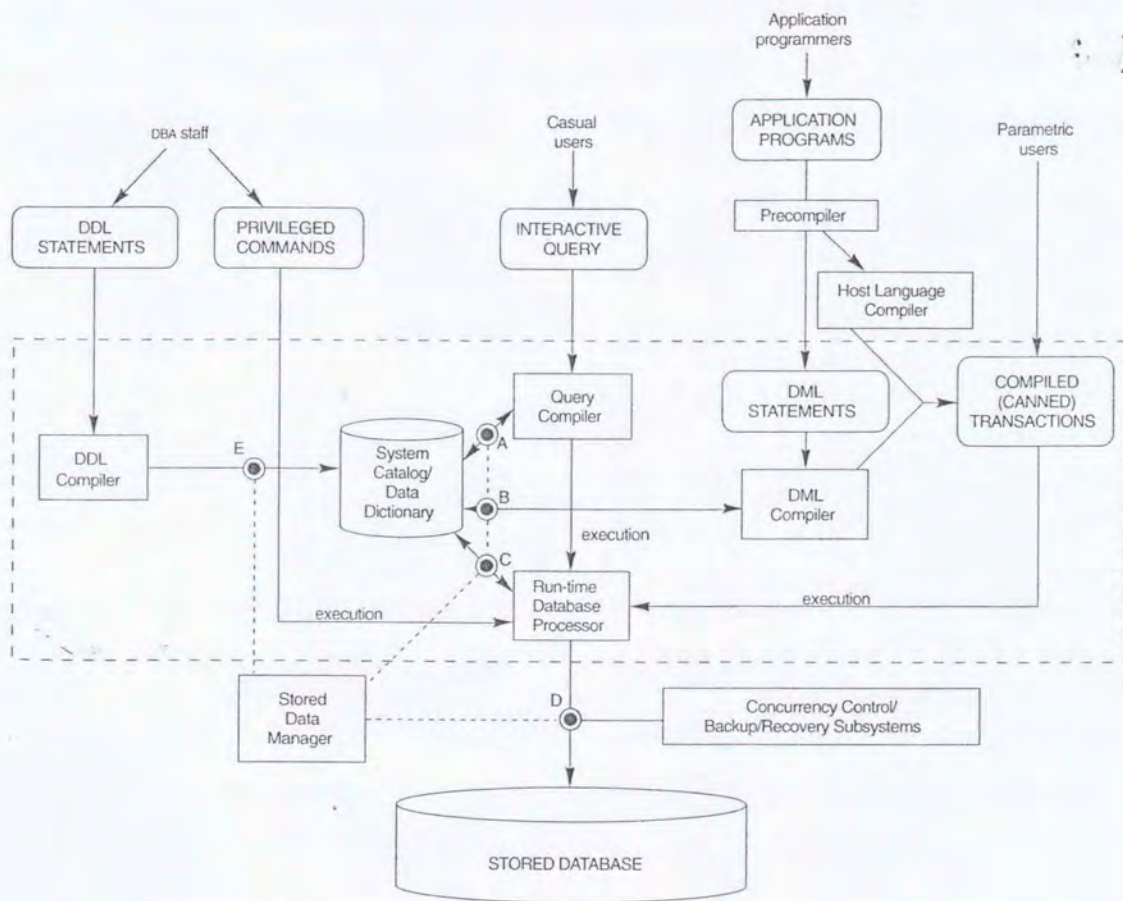 Application
programmers
DBA staff
Casual
users
APPLICATION
PROGRAMS
Parametric
users
DDL
STATEMENTS
PRIVILEGED
COMMANDS
INTERACTIVE
QUERY
Precompiler
Host Language
Compiler
Query
Compiler
DML
STATEMENTS
COMPILED
(CANNED)
TRANSACTIONS
DDL
Compiler
E
System
Catalog/
Data
Dictionary
A
B
C
DML
Compiler
execution
Run-time
Database
Processor
execution
execution
Stored
Data
Manager
D
Concurrency Control/
Backup/Recovery Subsystems
STORED DATABASE